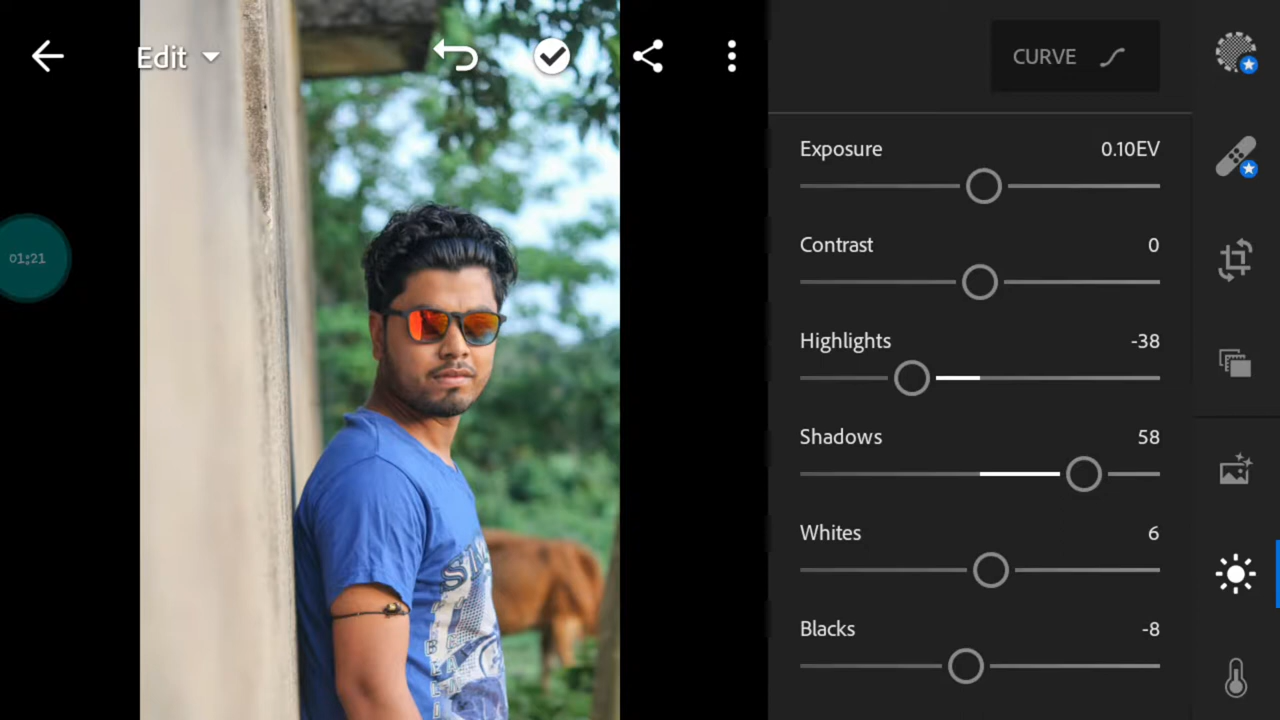 Edit
CURVE
Exposure 0.10EV
Contrast 0
Highlights -38
01:21
Shadows 58
Whites 6
Blacks -8